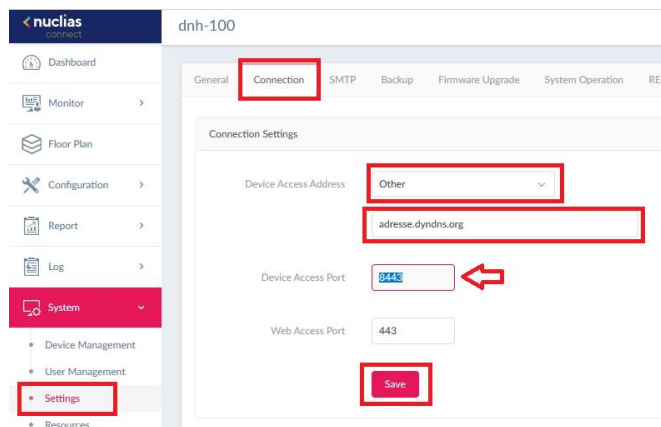 nuclias
connect
dnh-100
Dashboard
Monitor
Floor Plan
Configuration
Report
Log
System
Device Management
User Management
Settings
Resources
General Connection SMTP Backup Firmware Upgrade System Operation RE
Connection Settings
Device Access Address Other
adresse.dyndns.org
Device Access Port 8443
Web Access Port 443
Save